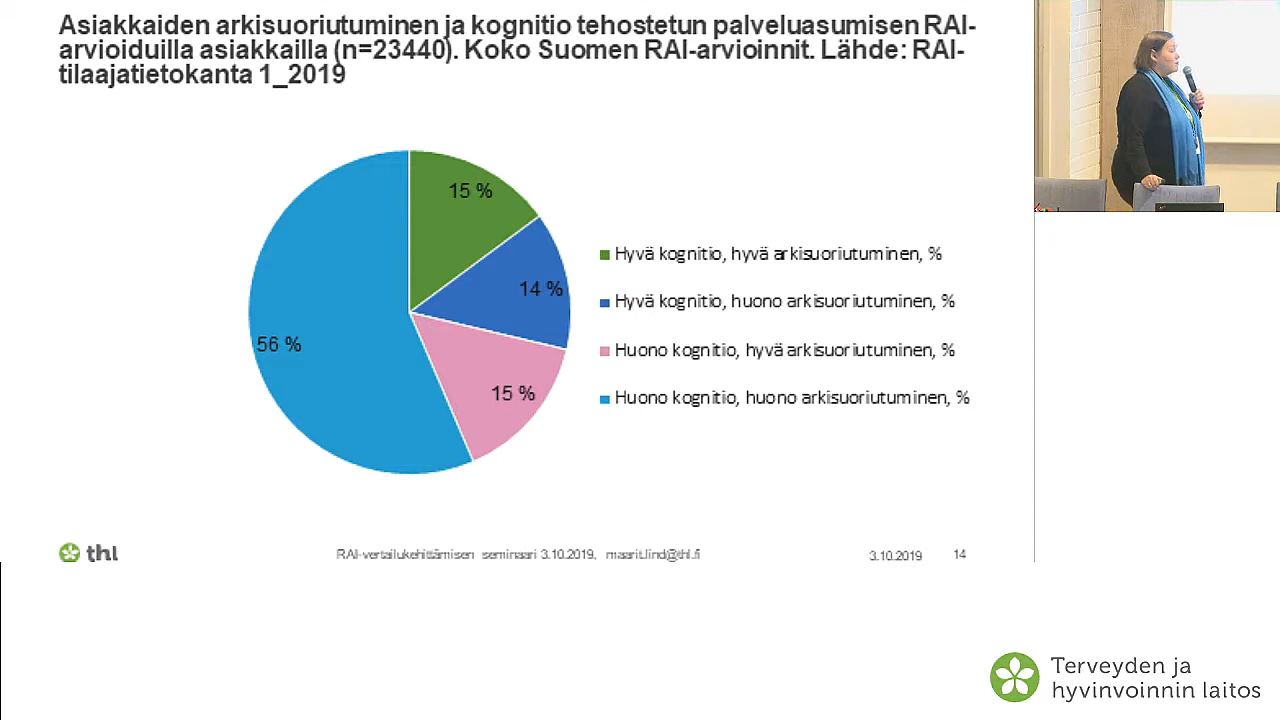 Asiakkaiden arkisuoriutuminen ja kognitio tehostetun palveluasumisen RAI-
arvioiduilla asiakkailla (n=23440). Koko Suomen RAI-arvioinnit. Lähde: RAI-
tilaajatietokanta 1_2019
15 %
14 %
56 %
15 %
Hyvä kognitio, hyvä arkisuoriutuminen, %
Hyvä kognitio, huono arkisuoriutuminen, %
Huono kognitio, hyvä arkisuoriutuminen, %
Huono kognitio, huono arkisuoriutuminen, %
thl
RAI-vertailukehittämisen seminaari 3.10.2019, maarit.lind@thl.fi
3.10.2019
14
Terveyden ja
hyvinvoinnin laitos